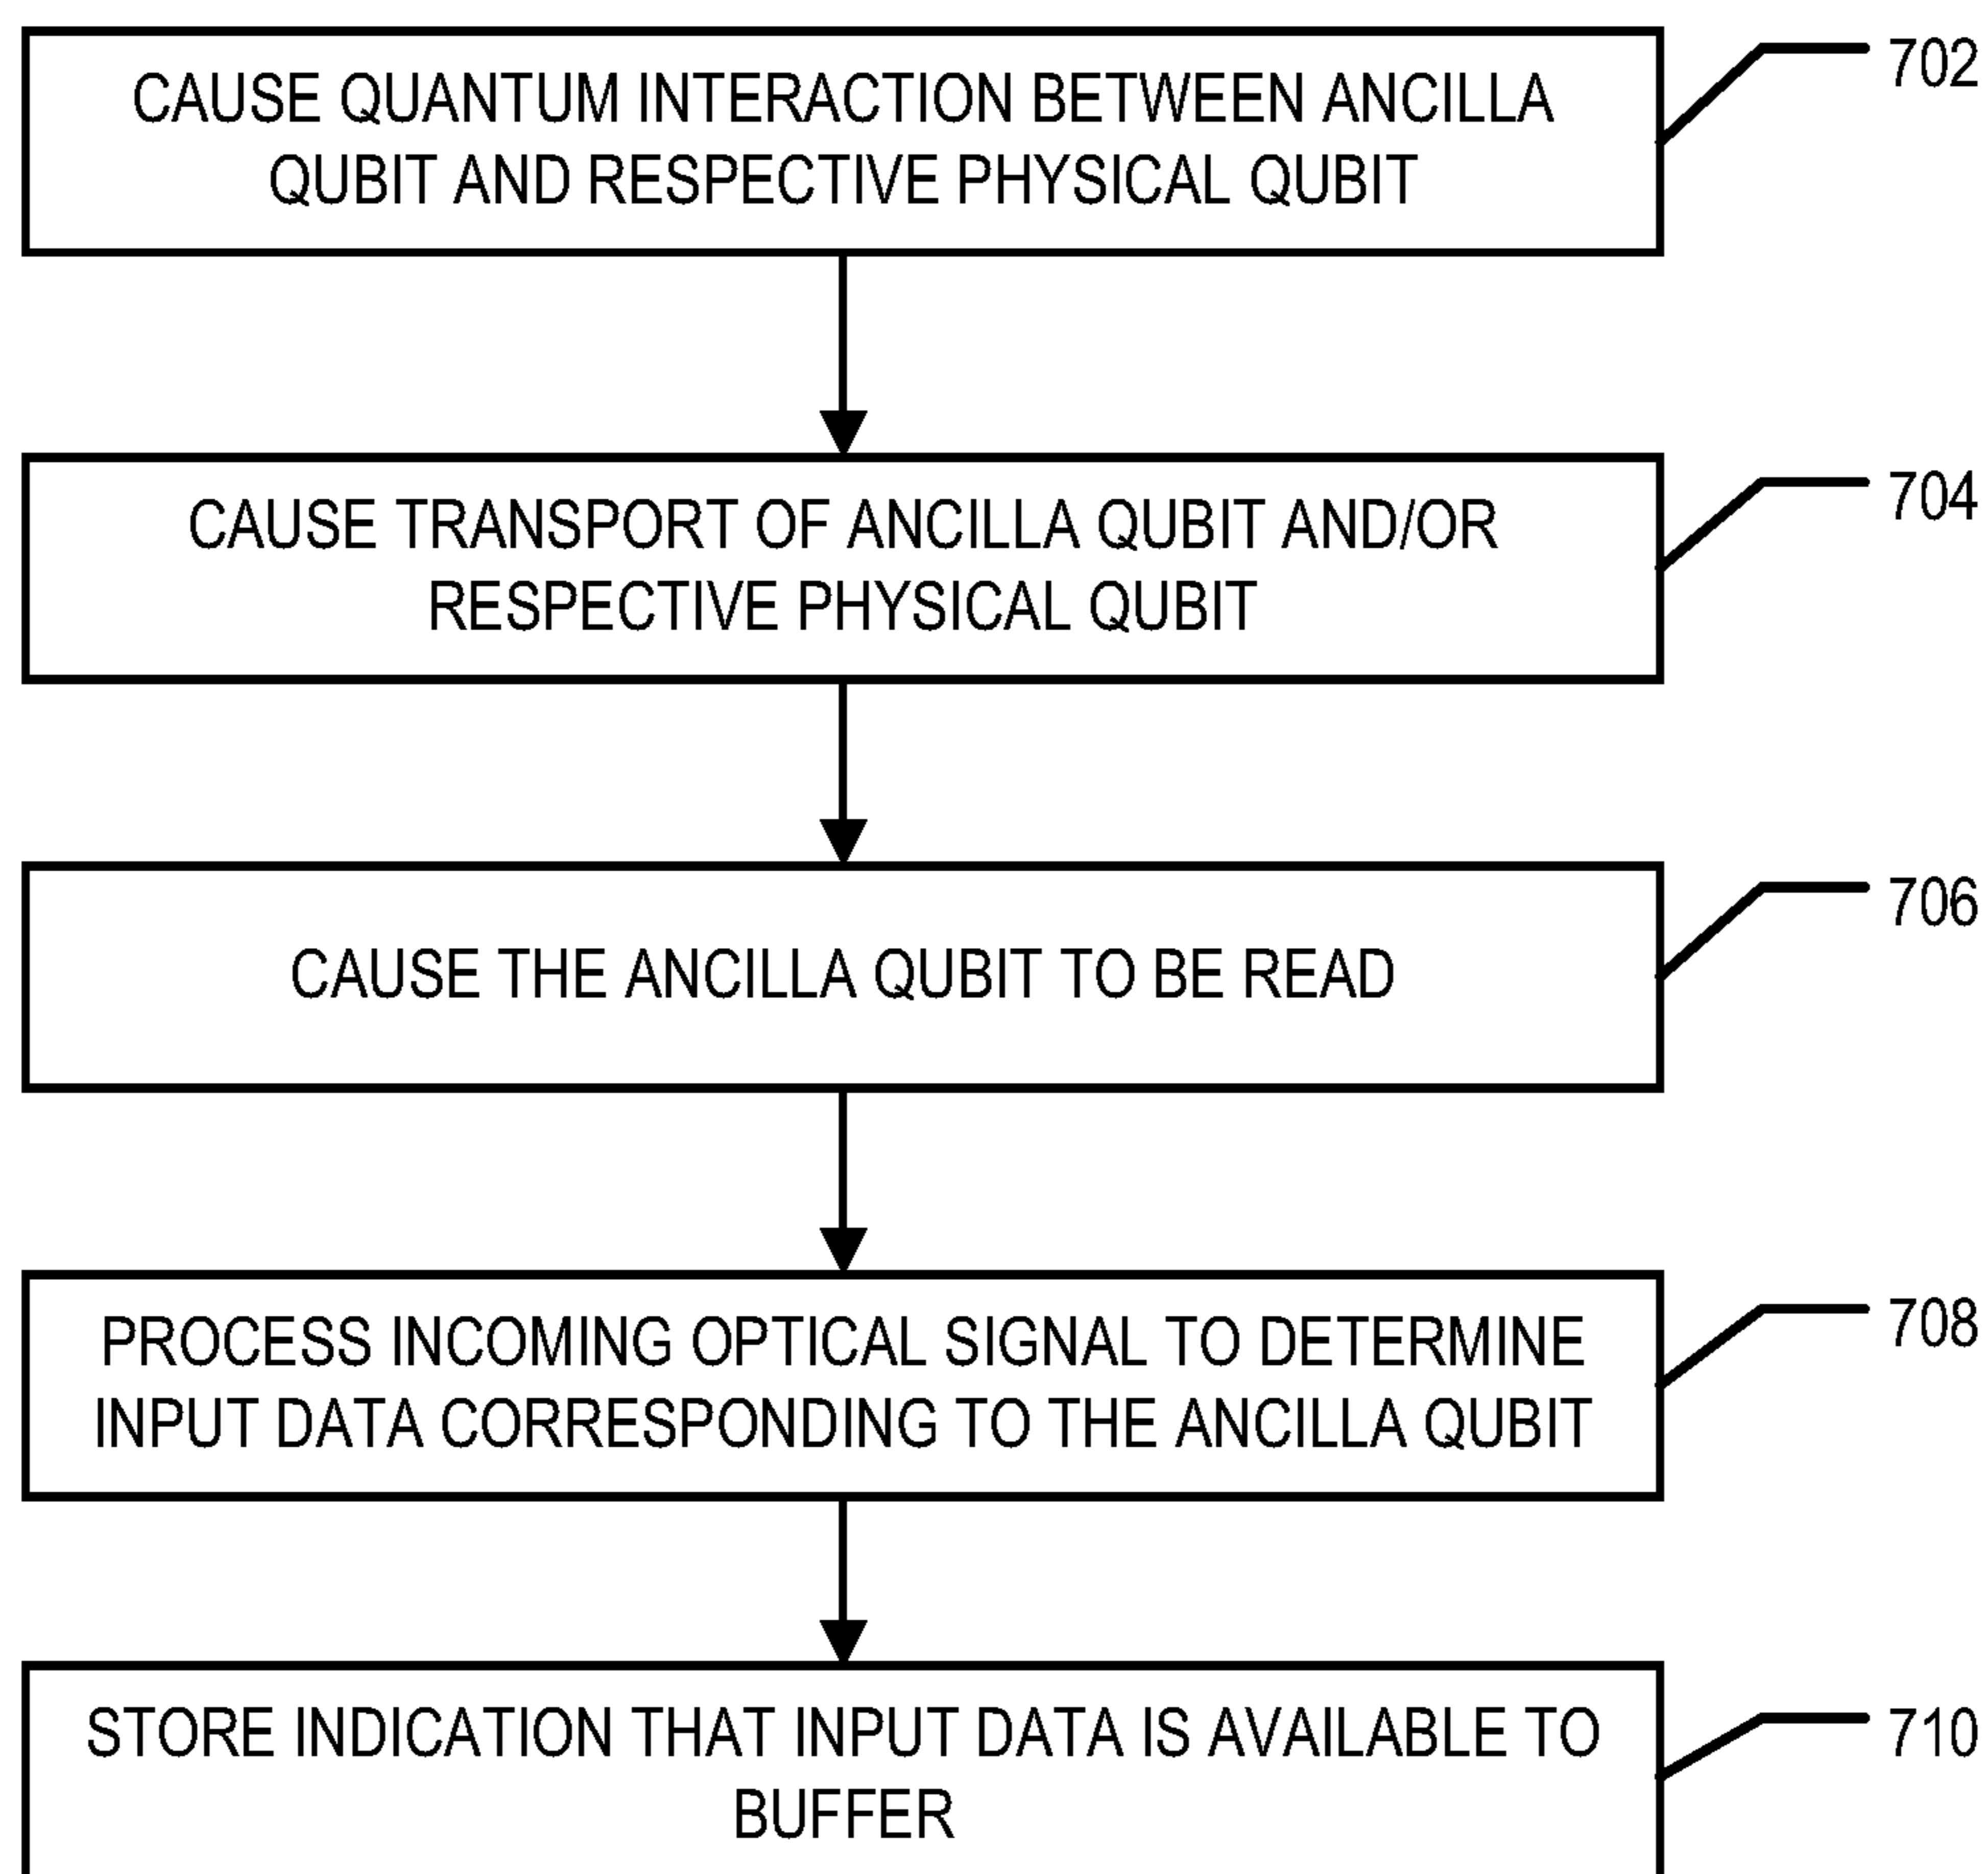 CAUSE QUANTUM INTERACTION BETWEEN ANCILLA
QUBIT AND RESPECTIVE PHYSICAL QUBIT
702
CAUSE TRANSPORT OF ANCILLA QUBIT AND/OR
RESPECTIVE PHYSICAL QUBIT
704
CAUSE THE ANCILLA QUBIT TO BE READ
706
PROCESS INCOMING OPTICAL SIGNAL TO DETERMINE
INPUT DATA CORRESPONDING TO THE ANCILLA QUBIT
708
STORE INDICATION THAT INPUT DATA IS AVAILABLE TO
BUFFER
710